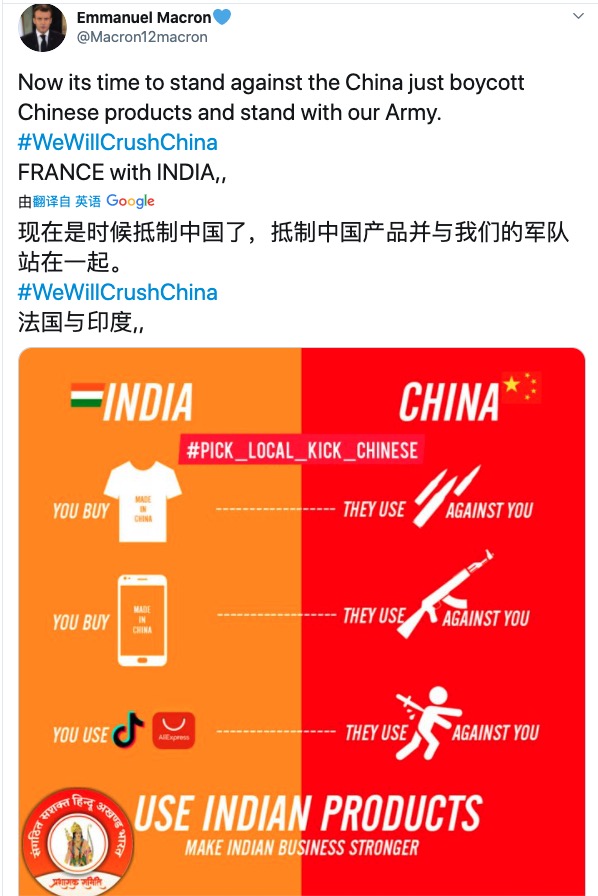 Emmanuel Macron💙
@Macron12macron
Now its time to stand against the China just boycott
Chinese products and stand with our Army.
#WeWillCrushChina
FRANCE with INDIA,,
由翻译自 英语 Google
现在是时候抵制中国了，抵制中国产品并与我们的军队
站在一起。
#WeWillCrushChina
法国与印度,,
INDIA
CHINA
#PICK_LOCAL_KICK_CHINESE
YOU BUY
MADE
IN
CHINA
THEY USE
AGAINST YOU
YOU BUY
MADE
IN
CHINA
THEY USE
AGAINST YOU
YOU USE
AliExpress
THEY USE
AGAINST YOU
USE INDIAN PRODUCTS
MAKE INDIAN BUSINESS STRONGER
संगठित सशक्त हिन्दू अखण्ड भारत
समिति